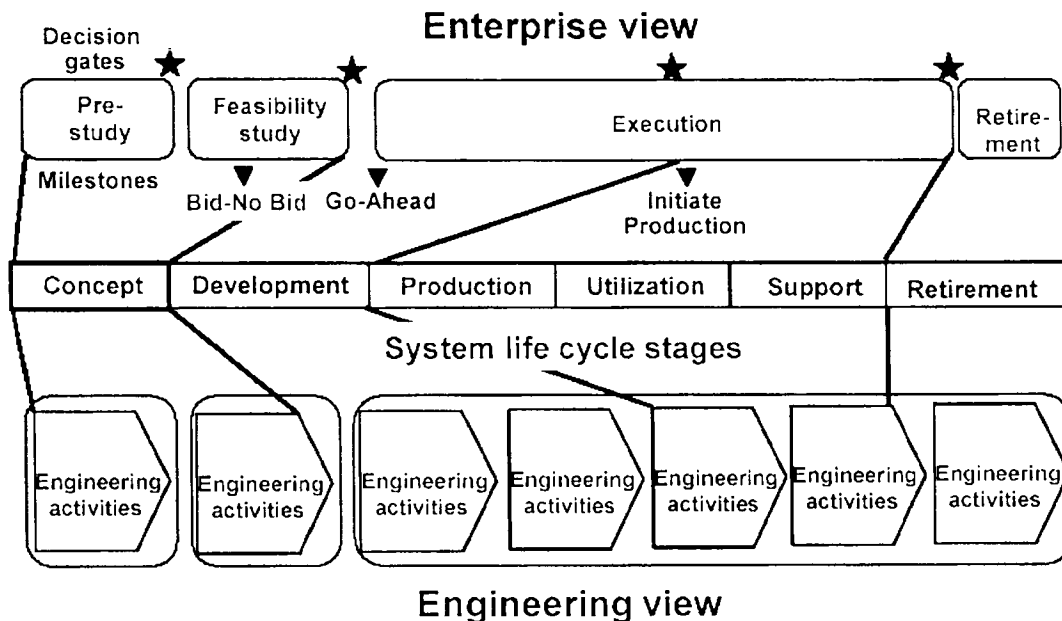 Enterprise view
Decision
gates
Pre-
study
Feasibility
study
Execution
Retire-
ment
Milestones
Bid-No Bid
Go-Ahead
Initiate
Production
Concept
Development
Production
Utilization
Support
Retirement
System life cycle stages
Engineering
activities
Engineering
activities
Engineering
activities
Engineering
activities
Engineering
activities
Engineering
activities
Engineering
activities
Engineering view